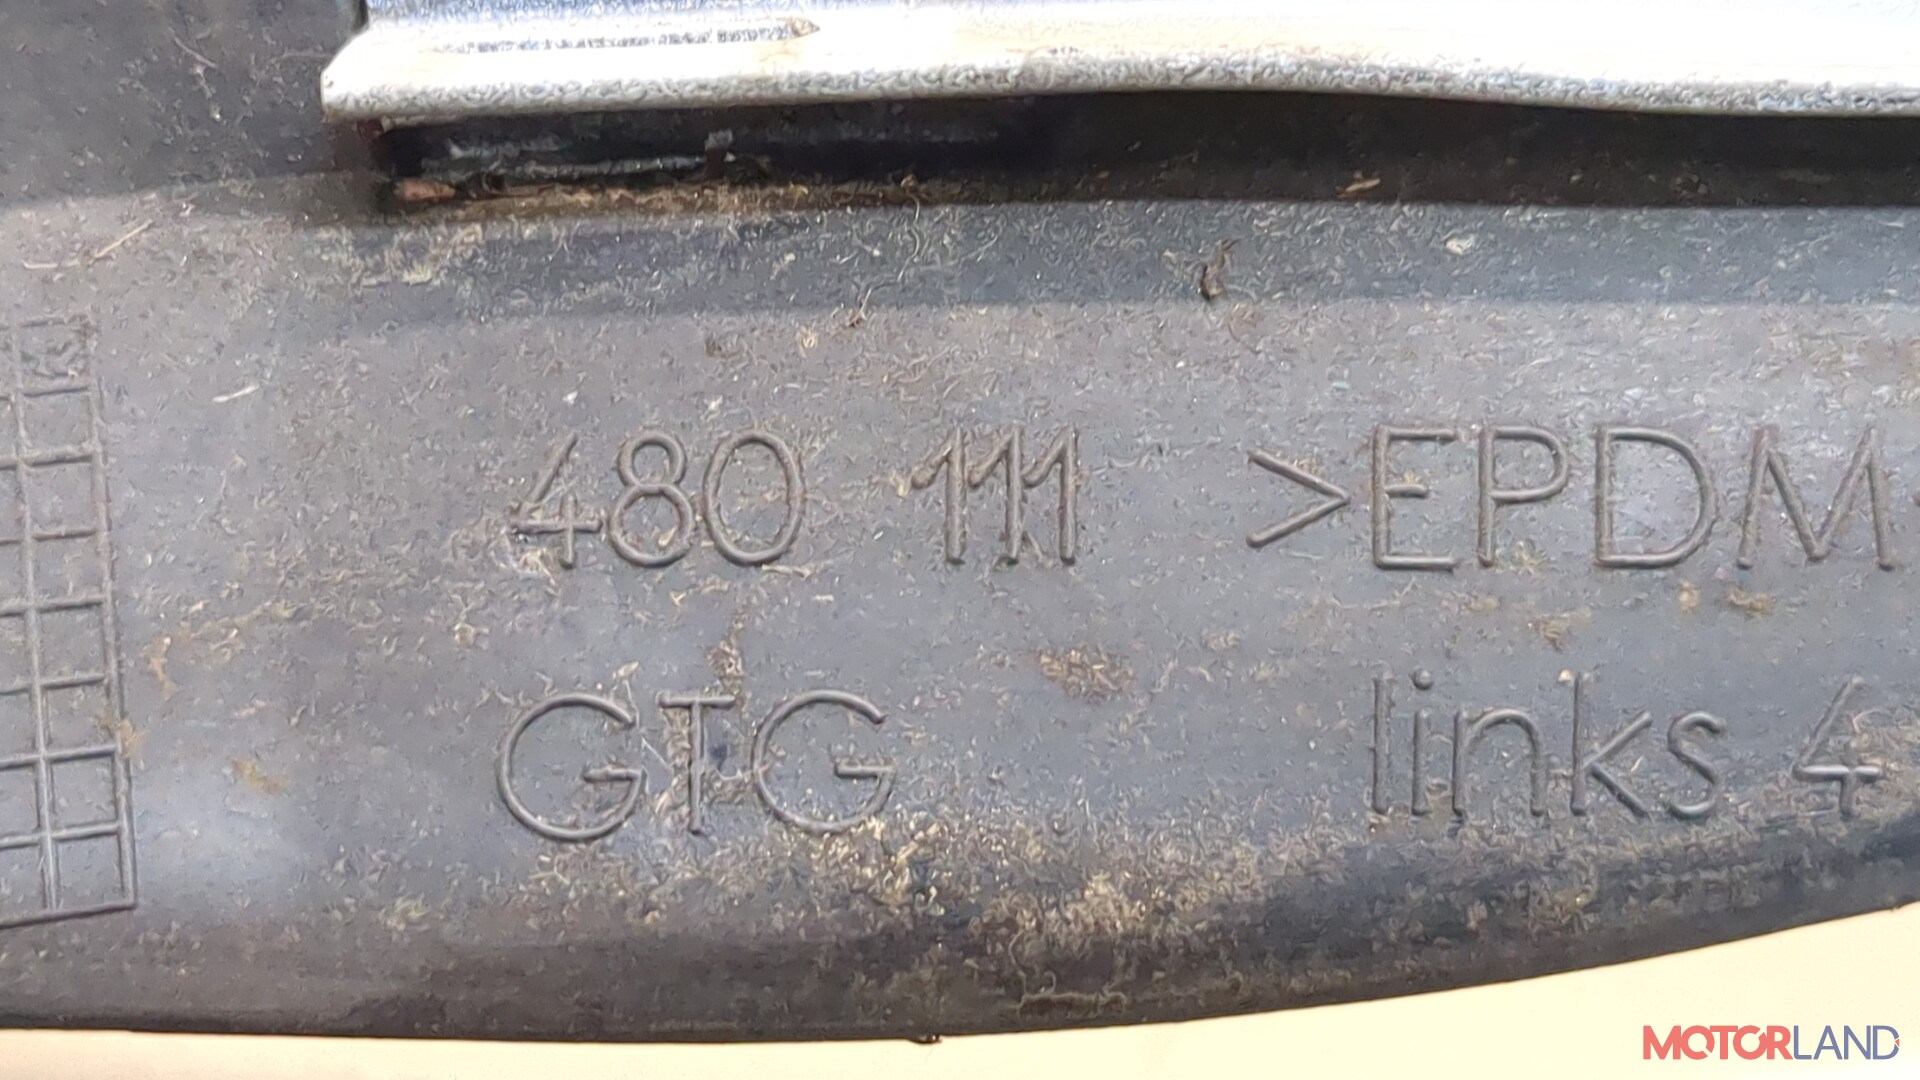 480 111 >EPDM
GTG links 4
MOTORLAND